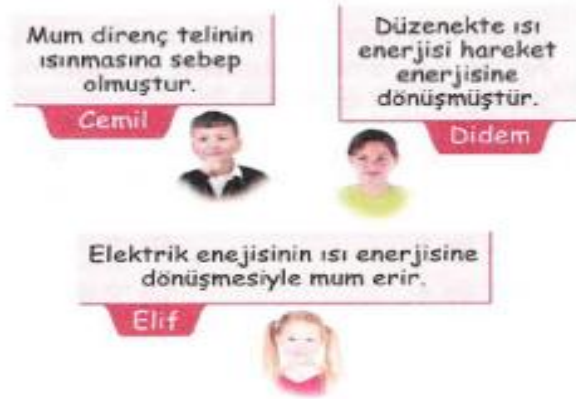 Mum direnç telinin
ısınmasına sebep
olmuştur.
Cemil
Düzenekte ısı
enerjisi hareket
enerjisine
dönüşmüştür.
Didem
Elektrik enejisinin ısı enerjisine
dönüşmesiyle mum erir.
Elif